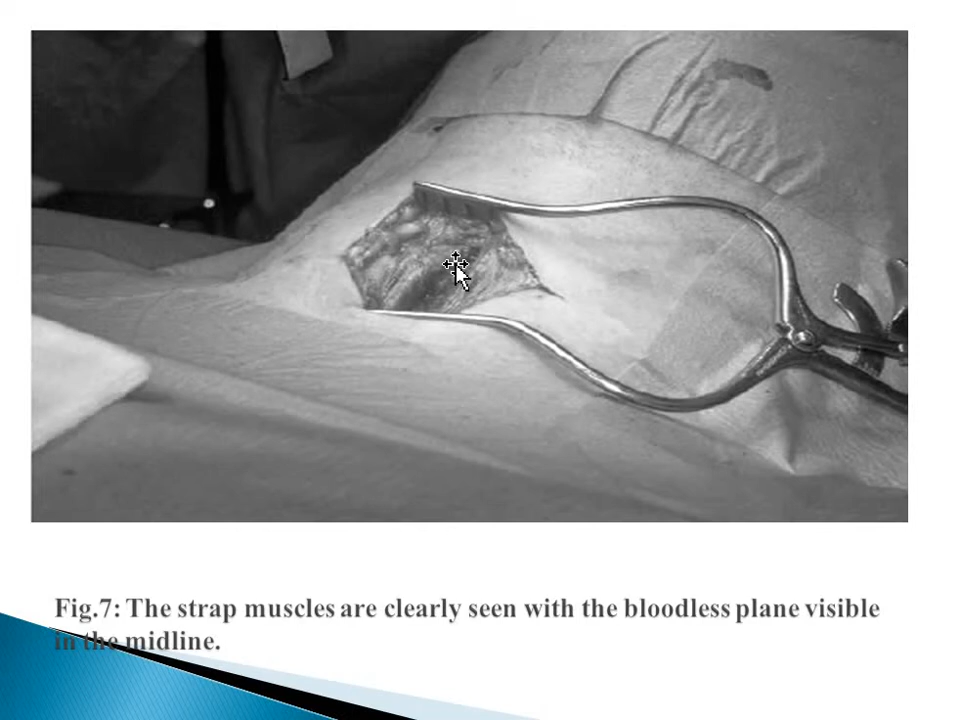 Fig.7: The strap muscles are clearly seen with the bloodless plane visible
in the midline.